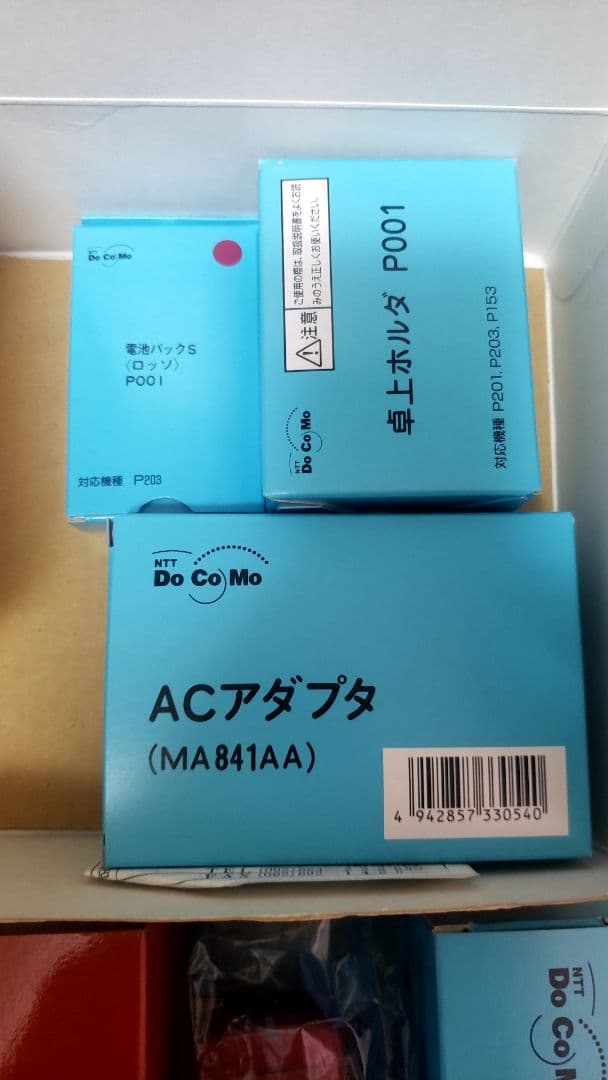 NTT
DoCoMo
電池パックS
〈ロッソ〉
P001
対応機種 P203
注意
ご使用の際は、取扱説明書をよくお読
みのうえ正しくお使いください。
NTT
DoCoMo
卓上ホルダ P001
対応機種 P201、P203、P153
NTT
DoCoMo
ACアダプタ
(MA841AA)
4 942857 330540
NTT
DoCoM